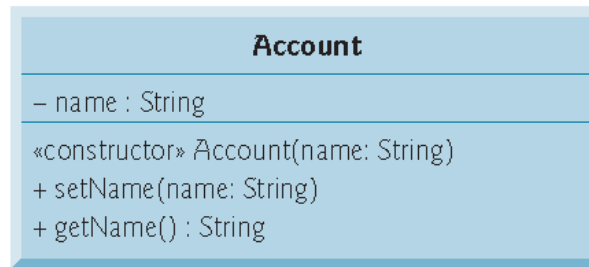 Account
– name : String
«constructor» Account(name: String)
+ setName(name: String)
+ getName() : String